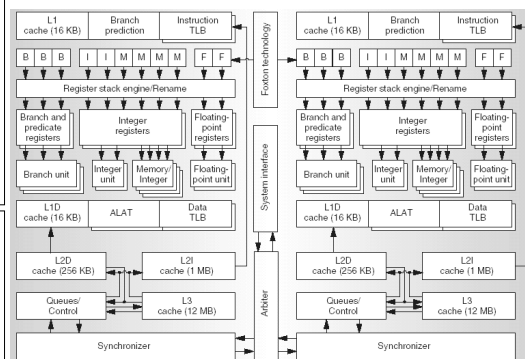 L1
cache (16 KB)
Branch
prediction
Instruction
TLB
B B B I I M M M M F F
Register stack engine/Rename
Branch and
predicate
registers
Integer
registers
Floating-
point
registers
Branch unit
Integer
unit
Memory/
Integer
Floating-
point unit
L1D
cache (16 KB)
ALAT
Data
TLB
L2D
cache (256 KB)
L2I
cache (1 MB)
Queues/
Control
L3
cache (12 MB)
Synchronizer
Foxton technology
System interface
Arbiter
L1
cache (16 KB)
Branch
prediction
Instruction
TLB
B B B I I M M M M F F
Register stack engine/Rename
Branch and
predicate
registers
Integer
registers
Floating-
point
registers
Branch unit
Integer
unit
Memory/
Integer
Floating-
point unit
L1D
cache (16 KB)
ALAT
Data
TLB
L2D
cache (256 KB)
L2I
cache (1 MB)
Queues/
Control
L3
cache (12 MB)
Synchronizer